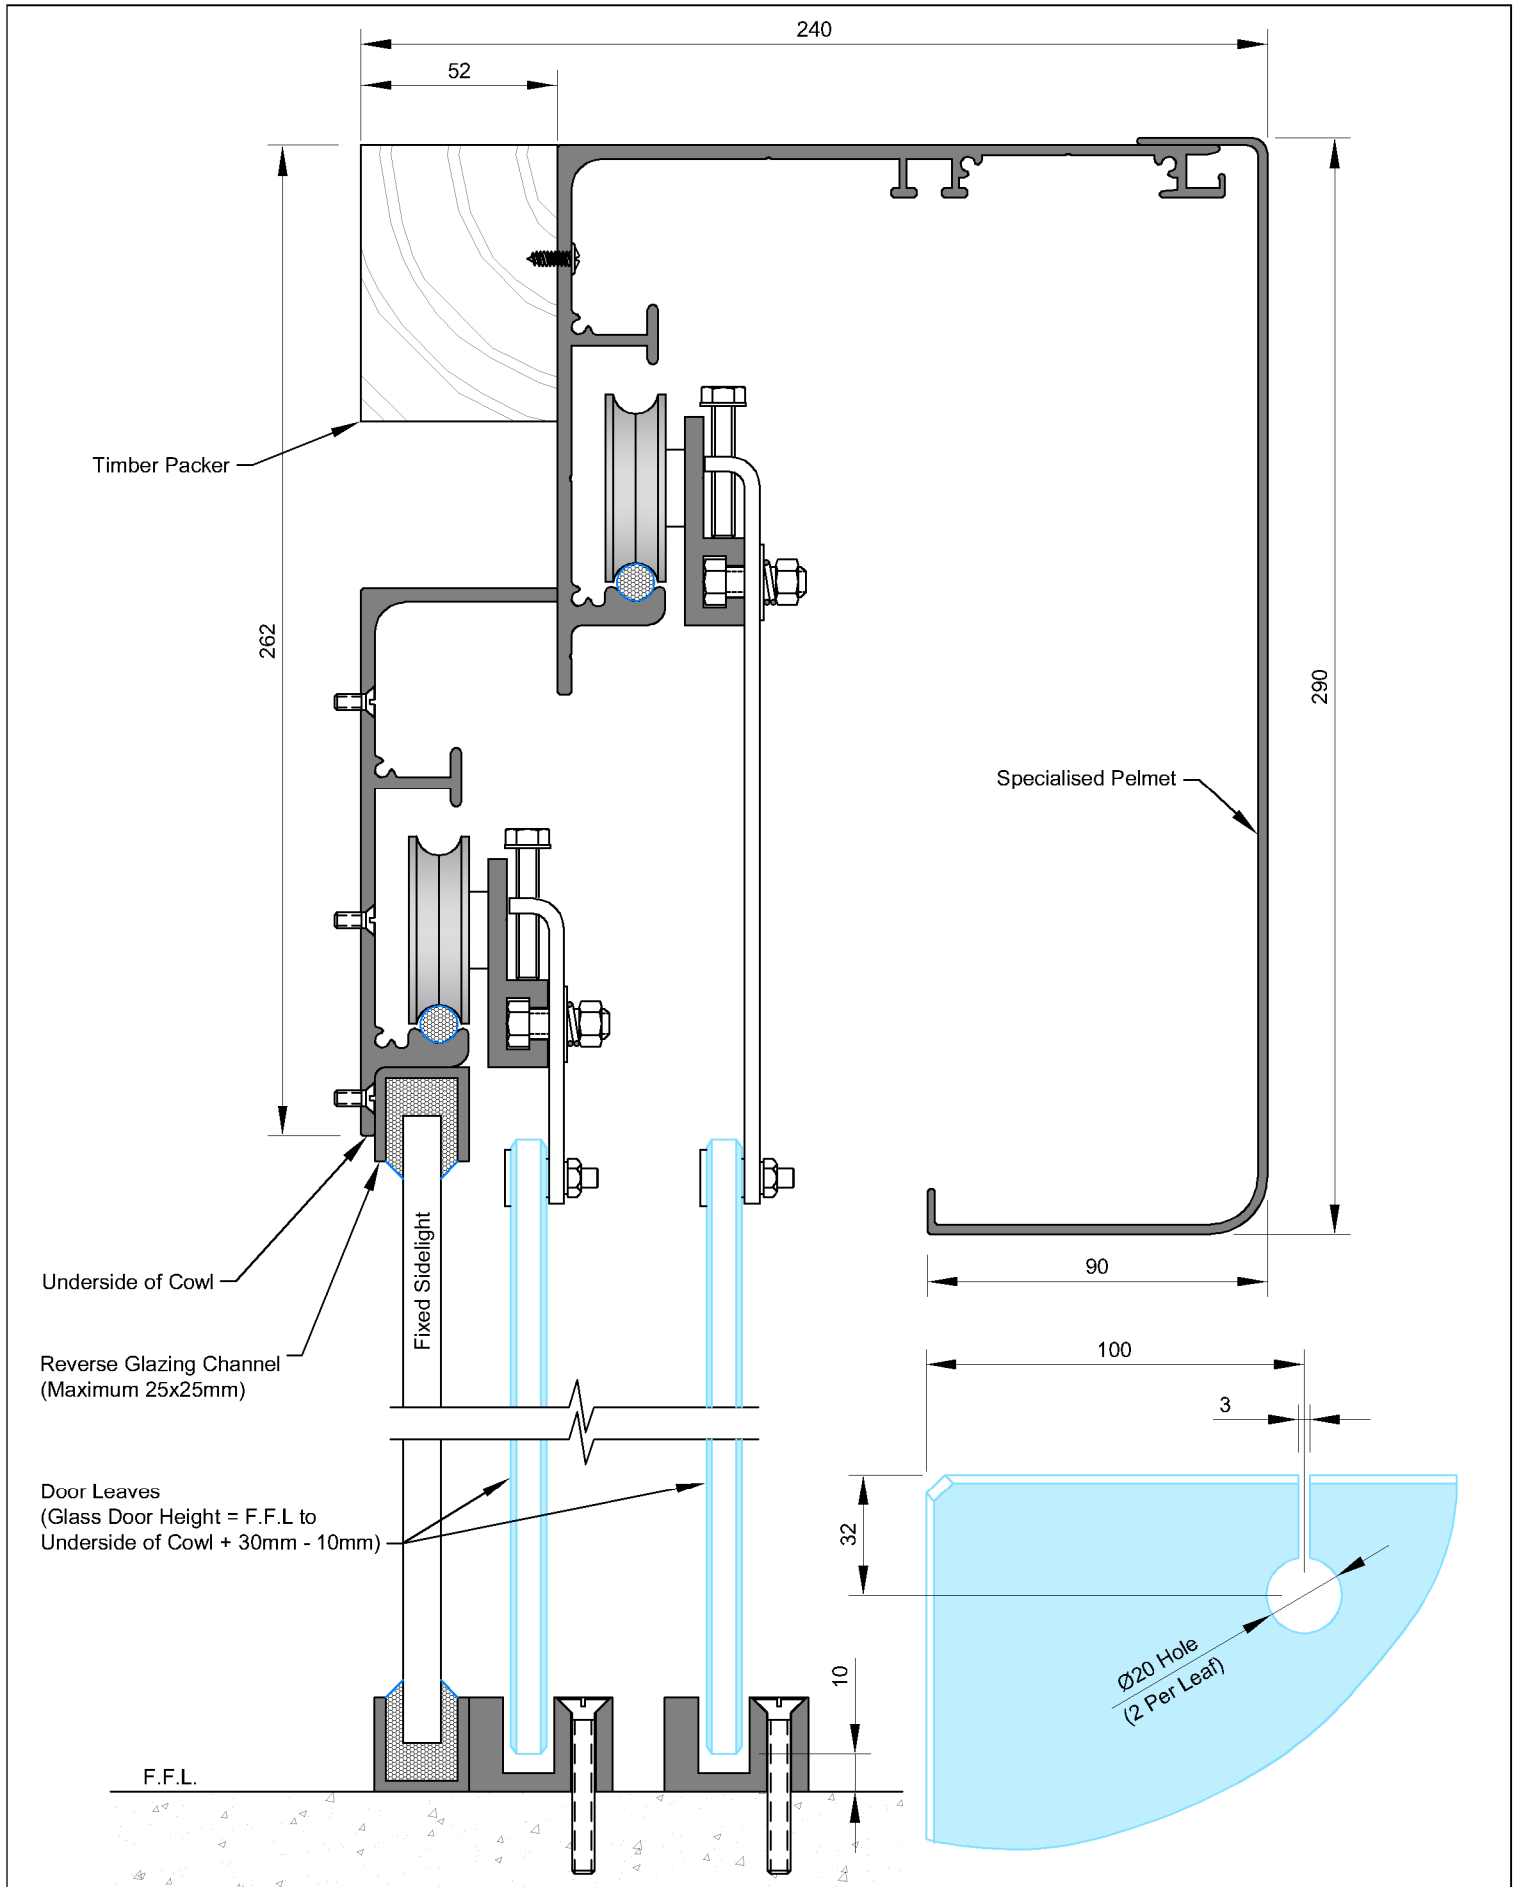 240
52
Timber Packer
262
290
Specialised Pelmet
Underside of Cowl
Fixed Sidelight
90
Reverse Glazing Channel
(Maximum 25x25mm)
100
3
Door Leaves
(Glass Door Height = F.F.L to
Underside of Cowl + 30mm - 10mm)
32
Ø20 Hole
(2 Per Leaf)
10
F.F.L.